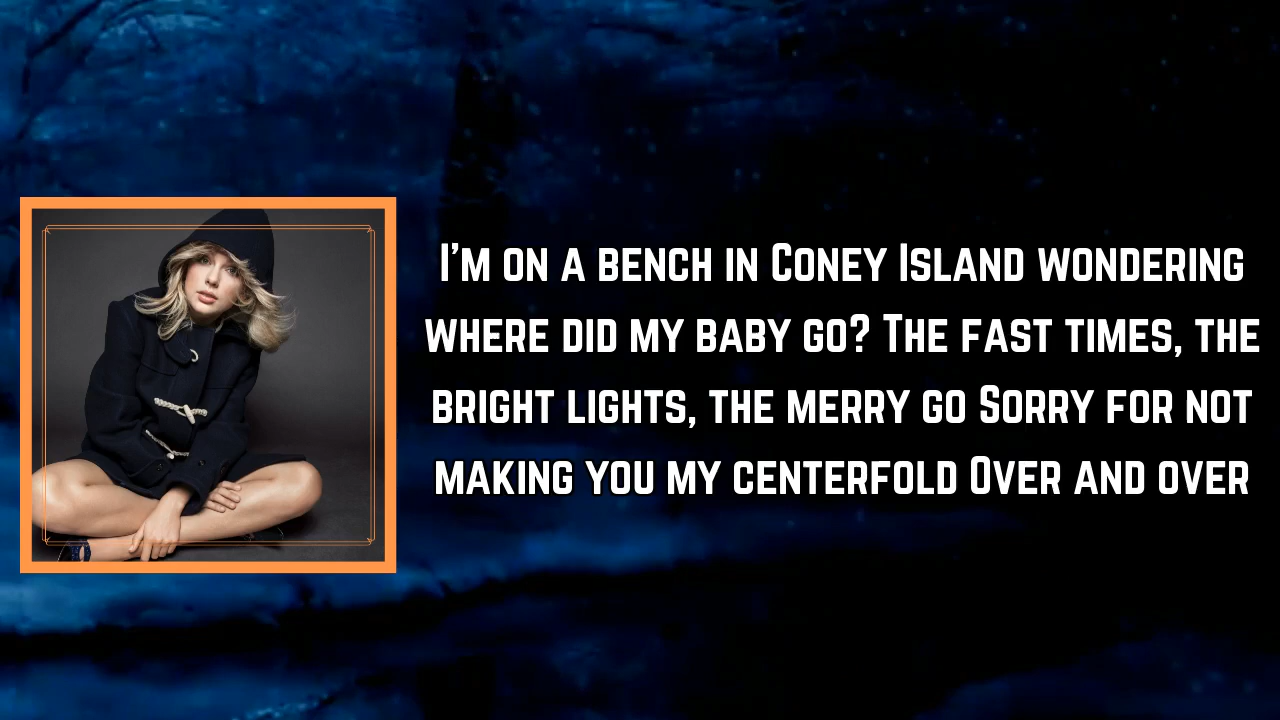 I'm on a bench in Coney Island wondering
where did my baby go? The fast times, the
bright lights, the merry go Sorry for not
making you my centerfold Over and over